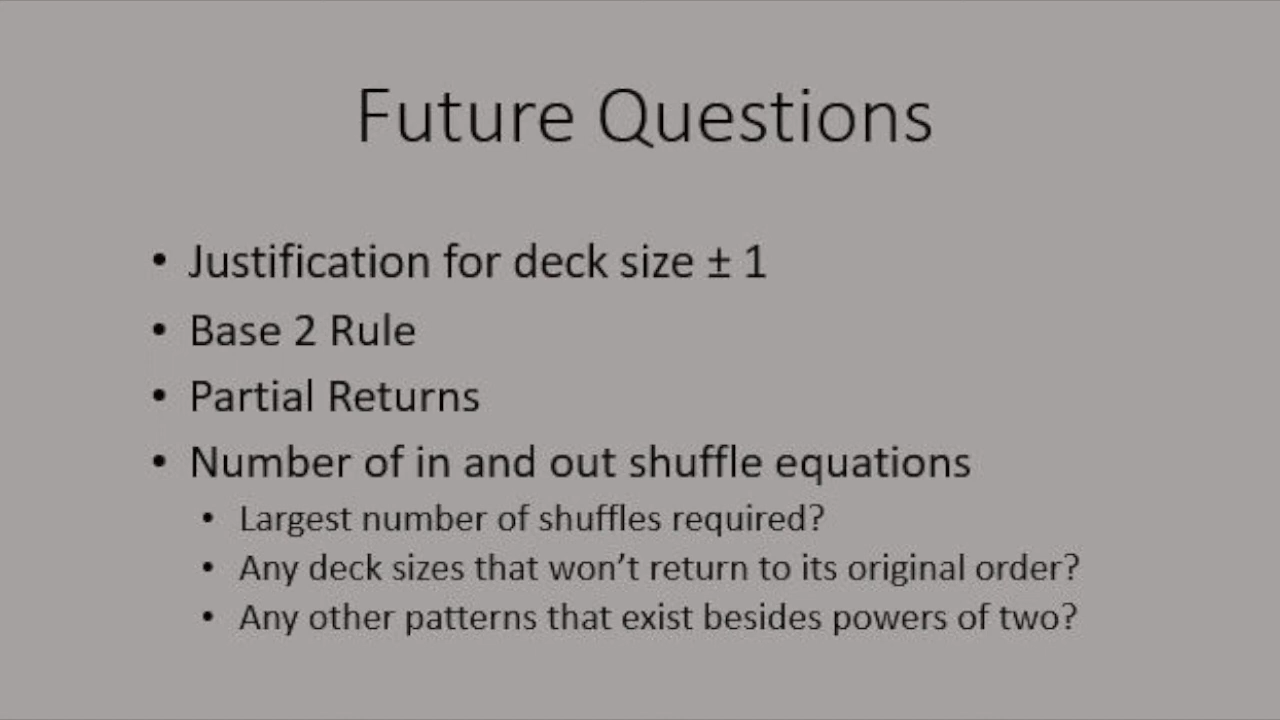 Future Questions
• Justification for deck size ± 1
• Base 2 Rule
• Partial Returns
• Number of in and out shuffle equations
• Largest number of shuffles required?
• Any deck sizes that won’t return to its original order?
• Any other patterns that exist besides powers of two?